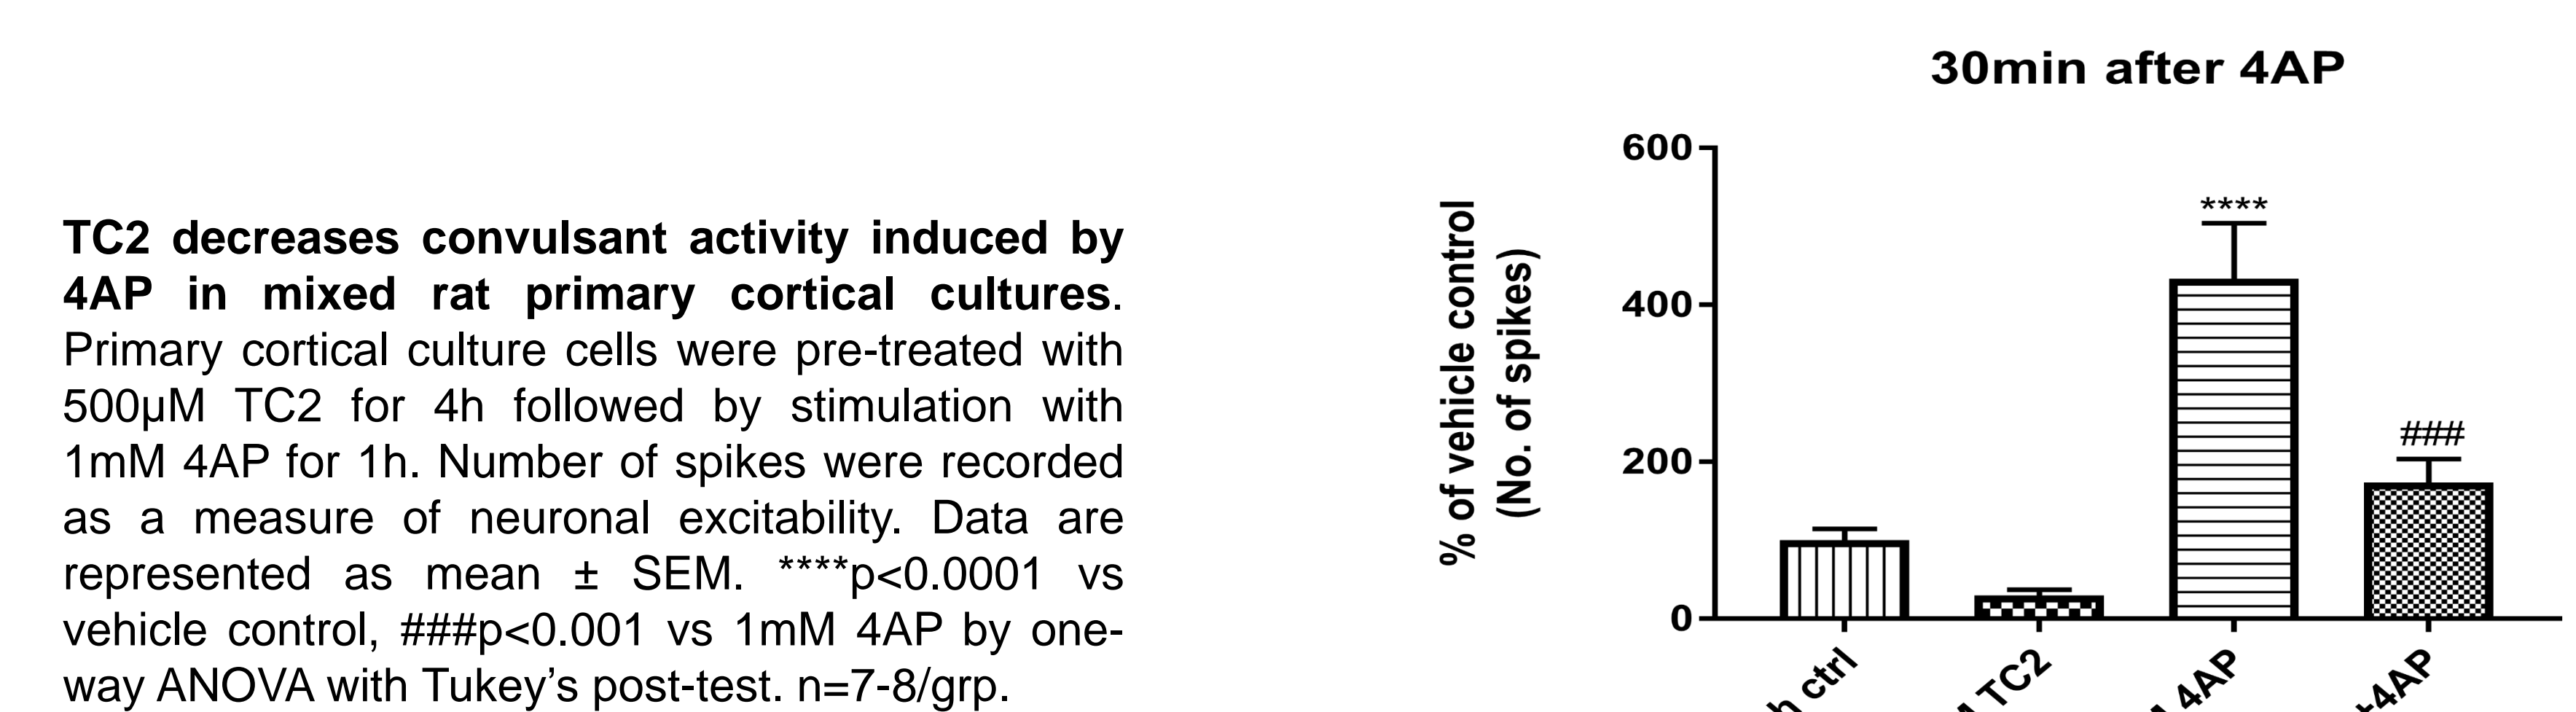 TC2 decreases convulsant activity induced by
4AP in mixed rat primary cortical cultures.
Primary cortical culture cells were pre-treated with
500µM TC2 for 4h followed by stimulation with
1mM 4AP for 1h. Number of spikes were recorded
as a measure of neuronal excitability. Data are
represented as mean ± SEM. ****p<0.0001 vs
vehicle control, ###p<0.001 vs 1mM 4AP by one-
way ANOVA with Tukey’s post-test. n=7-8/grp.
30min after 4AP
% of vehicle control
(No. of spikes)
600
400
200
0
****
###
ctrl
TC2
4AP
+4AP